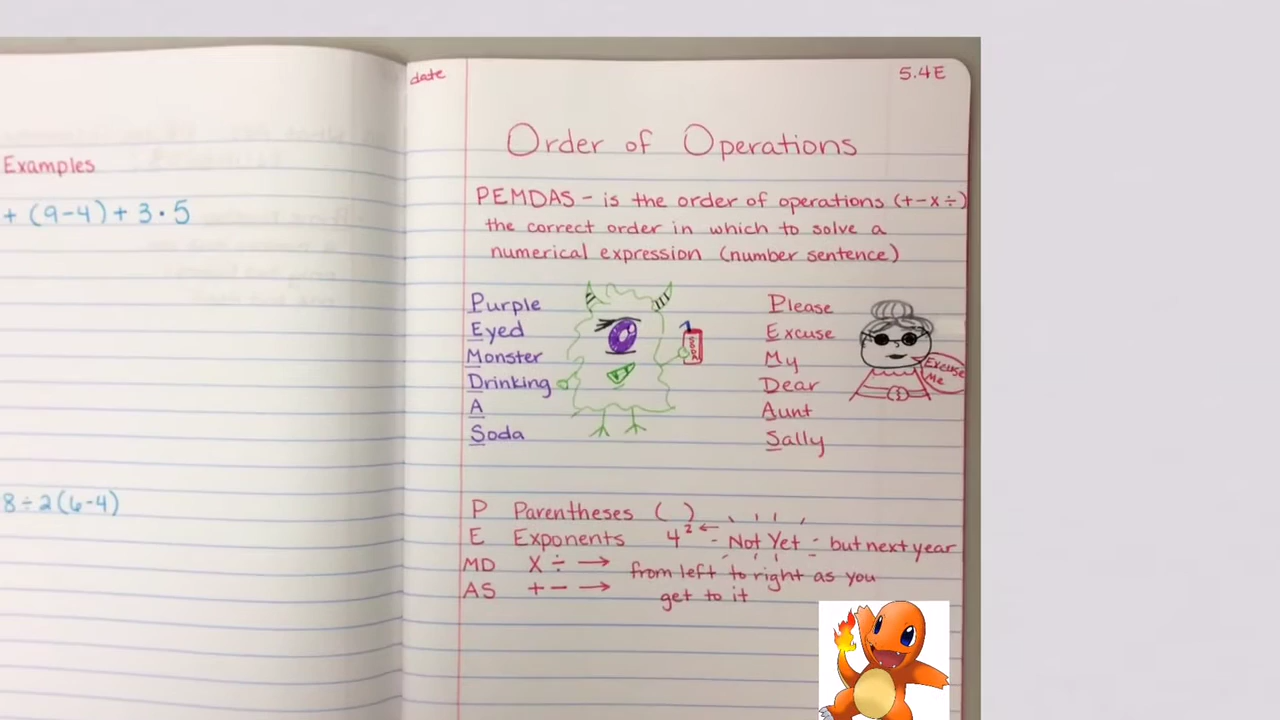 Examples
+ (9-4) + 3 · 5
8 ÷ 2(6-4)
date
5.4E
Order of Operations
PEMDAS - is the order of operations (+-x÷)
the correct order in which to solve a
numerical expression (number sentence)
Purple
Eyed
Monster
Drinking
A
Soda
SODA
Please
Excuse
My
Dear
Aunt
Sally
Excuse
Me
P Parentheses ( )
E Exponents 4² ← - Not Yet - but next year
MD X ÷ → from left to right as you
AS + - → get to it